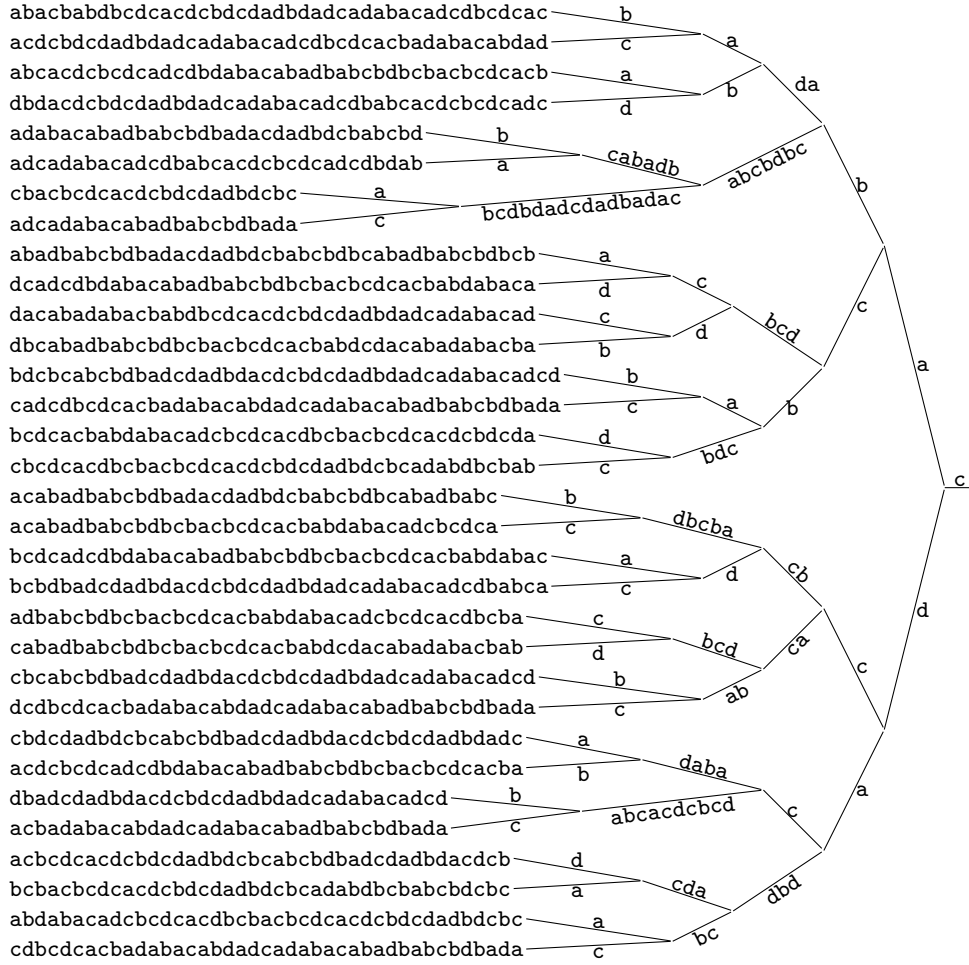 abacbabdbcdcacdcbdcdadbdadcadabacadcdbcdcac
acdcbdcdadbdadcadabacadcdbcdcacbadabacabdad
abcacdcbcdcadcdbdabacabadbabcbdbcbacbcdcacb
dbdacdcbdcdadbdadcadabacadcdbabcacdcbcdcadc
adabacabadbabcbdbadacdadbdcbabcbd
adcadabacadcdbabcacdcbcdcadcdbdab
cbacbcdcacdcbdcdadbdcbc
adcadabacabadbabcbdbada
abadbabcbdbadacdadbdcbabcbdbcabadbabcbdbcb
dcadcdbdabacabadbabcbdbcbacbcdcacbabdabaca
dacabadabacbabdbcdcacdcbdcdadbdadcadabacad
dbcabadbabcbdbcbacbcdcacbabdcdacabadabacba
bdcbcabcbdbadcdadbdacdcbdcdadbdadcadabacadcd
cadcdbcdcacbadabacabdadcadabacabadbabcbdbada
bcdcacbabdabacadcbcdcacdbcbacbcdcacdcbdcda
cbcdcacdbcbacbcdcacdcbdcdadbdcbcadabdbcbab
acabadbabcbdbadacdadbdcbabcbdbcabadbabc
acabadbabcbdbcbacbcdcacbabdabacadcbcdca
bcdcadcdbdabacabadbabcbdbcbacbcdcacbabdabac
bcbdbadcdadbdacdcbdcdadbdadcadabacadcdbabca
adbabcbdbcbacbcdcacbabdabacadcbcdcacdbcba
cabadbabcbdbcbacbcdcacbabdcdacabadabacbab
cbcabcbdbadcdadbdacdcbdcdadbdadcadabacadcd
dcdbcdcacbadabacabdadcadabacabadbabcbdbada
cbdcdadbdcbcabcbdbadcdadbdacdcbdcdadbdadc
acdcbcdcadcdbdabacabadbabcbdbcbacbcdcacba
dbadcdadbdacdcbdcdadbdadcadabacadcd
acbadabacabdadcadabacabadbabcbdbada
acbcdcacdcbdcdadbdcbcabcbdbadcdadbdacdcb
bcbacbcdcacdcbdcdadbdcbcadabdbcbabcbdcbc
abdabacadcbcdcacdbcbacbcdcacdcbdcdadbdcbc
cdbcdcacbadabacabdadcadabacabadbabcbdbada
b
c
a
d
b
a
a
c
a
d
c
b
b
c
d
c
b
c
a
c
c
d
b
c
a
b
b
c
d
a
a
c
a
b
cabadb
bcdbdadcdadbadac
c
d
a
bdc
dbcba
d
bcd
ab
daba
abcacdcbcd
cda
bc
da
abcbdbc
bcd
b
cb
ca
c
dbd
b
c
c
a
a
d
c